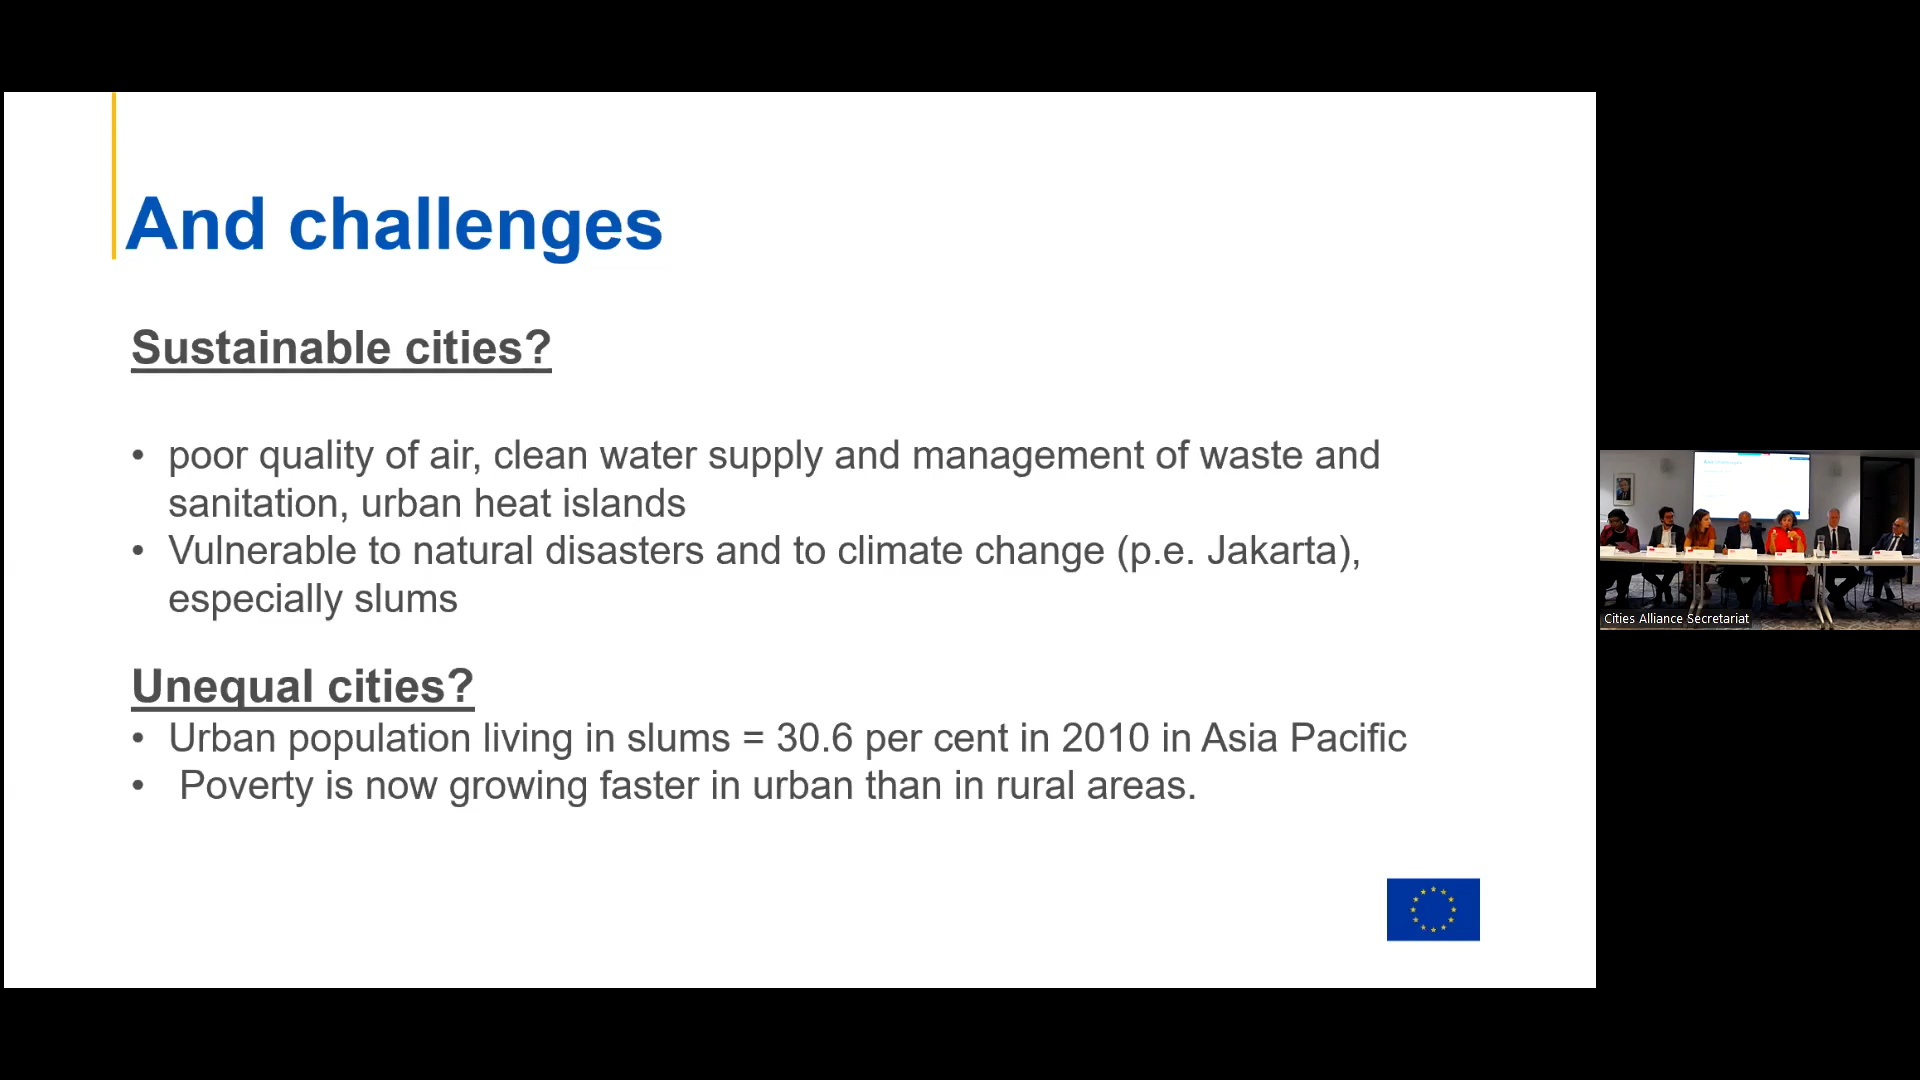 And challenges
Sustainable cities?
• poor quality of air, clean water supply and management of waste and
sanitation, urban heat islands
• Vulnerable to natural disasters and to climate change (p.e. Jakarta),
especially slums
Unequal cities?
• Urban population living in slums = 30.6 per cent in 2010 in Asia Pacific
• Poverty is now growing faster in urban than in rural areas.
And challenges
Cities Alliance Secretariat